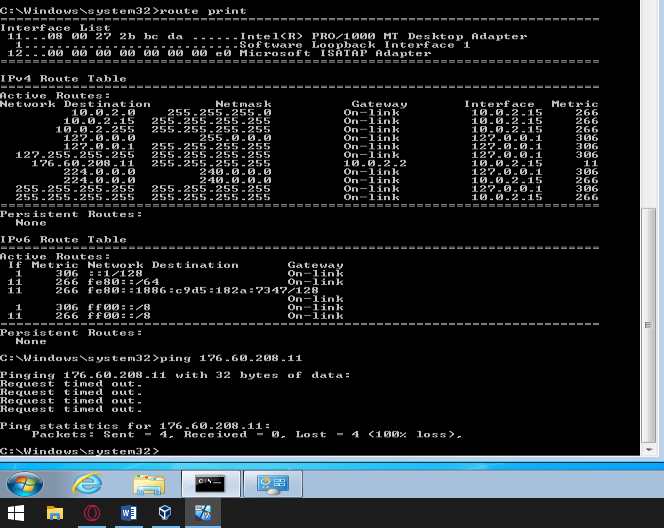 C:\Windows\system32>route print
===========================================================================
Interface List
11...08 00 27 2b bc da ......Intel(R) PRO/1000 MT Desktop Adapter
1...........................Software Loopback Interface 1
12...00 00 00 00 00 00 00 e0 Microsoft ISATAP Adapter
===========================================================================
IPv4 Route Table
===========================================================================
Active Routes:
Network Destination Netmask Gateway Interface Metric
10.0.2.0 255.255.255.0 On-link 10.0.2.15 266
10.0.2.15 255.255.255.255 On-link 10.0.2.15 266
10.0.2.255 255.255.255.255 On-link 10.0.2.15 266
127.0.0.0 255.0.0.0 On-link 127.0.0.1 306
127.0.0.1 255.255.255.255 On-link 127.0.0.1 306
127.255.255.255 255.255.255.255 On-link 127.0.0.1 306
176.60.208.11 255.255.255.255 10.0.2.2 10.0.2.15 11
224.0.0.0 240.0.0.0 On-link 127.0.0.1 306
224.0.0.0 240.0.0.0 On-link 10.0.2.15 266
255.255.255.255 255.255.255.255 On-link 127.0.0.1 306
255.255.255.255 255.255.255.255 On-link 10.0.2.15 266
===========================================================================
Persistent Routes:
None
IPv6 Route Table
===========================================================================
Active Routes:
If Metric Network Destination Gateway
1 306 ::1/128 On-link
11 266 fe80::/64 On-link
11 266 fe80::1886:c9d5:182a:7347/128
On-link
1 306 ff00::/8 On-link
11 266 ff00::/8 On-link
===========================================================================
Persistent Routes:
None
C:\Windows\system32>ping 176.60.208.11
Pinging 176.60.208.11 with 32 bytes of data:
Request timed out.
Request timed out.
Request timed out.
Request timed out.
Ping statistics for 176.60.208.11:
Packets: Sent = 4, Received = 0, Lost = 4 (100% loss),
C:\Windows\system32>